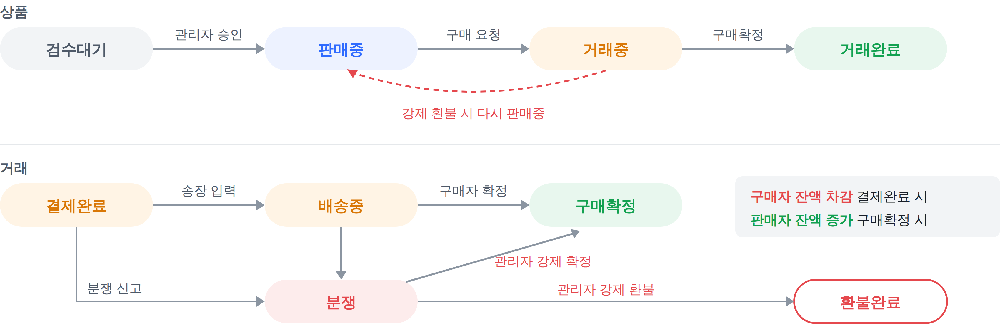 상품
관리자 승인
구매 요청
구매확정
검수대기
판매중
거래중
거래완료
강제 환불 시 다시 판매중
거래
송장 입력
구매자 확정
결제완료
배송중
구매확정
구매자 잔액 차감 결제완료 시
판매자 잔액 증가 구매확정 시
관리자 강제 확정
분쟁 신고
관리자 강제 환불
분쟁
환불완료